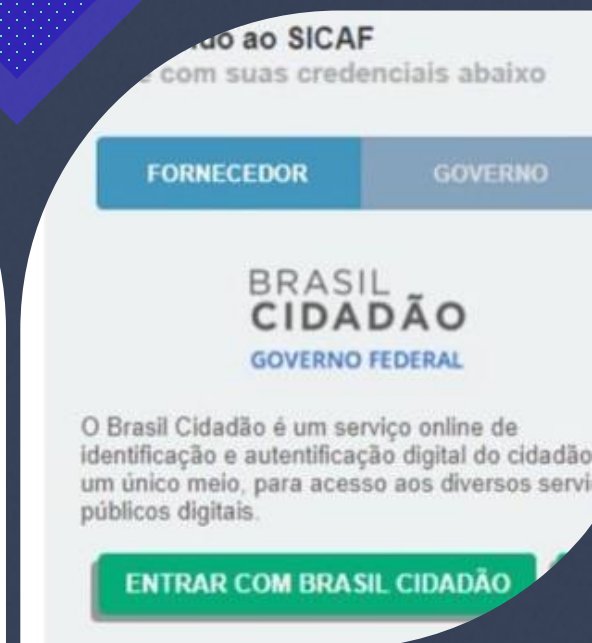 ao SICAF
com suas credenciais abaixo
FORNECEDOR GOVERNO
BRASIL
CIDADÃO
GOVERNO FEDERAL
O Brasil Cidadão é um serviço online de
identificação e autentificação digital do cidadão
um único meio, para acesso aos diversos servi
públicos digitais.
ENTRAR COM BRASIL CIDADÃO